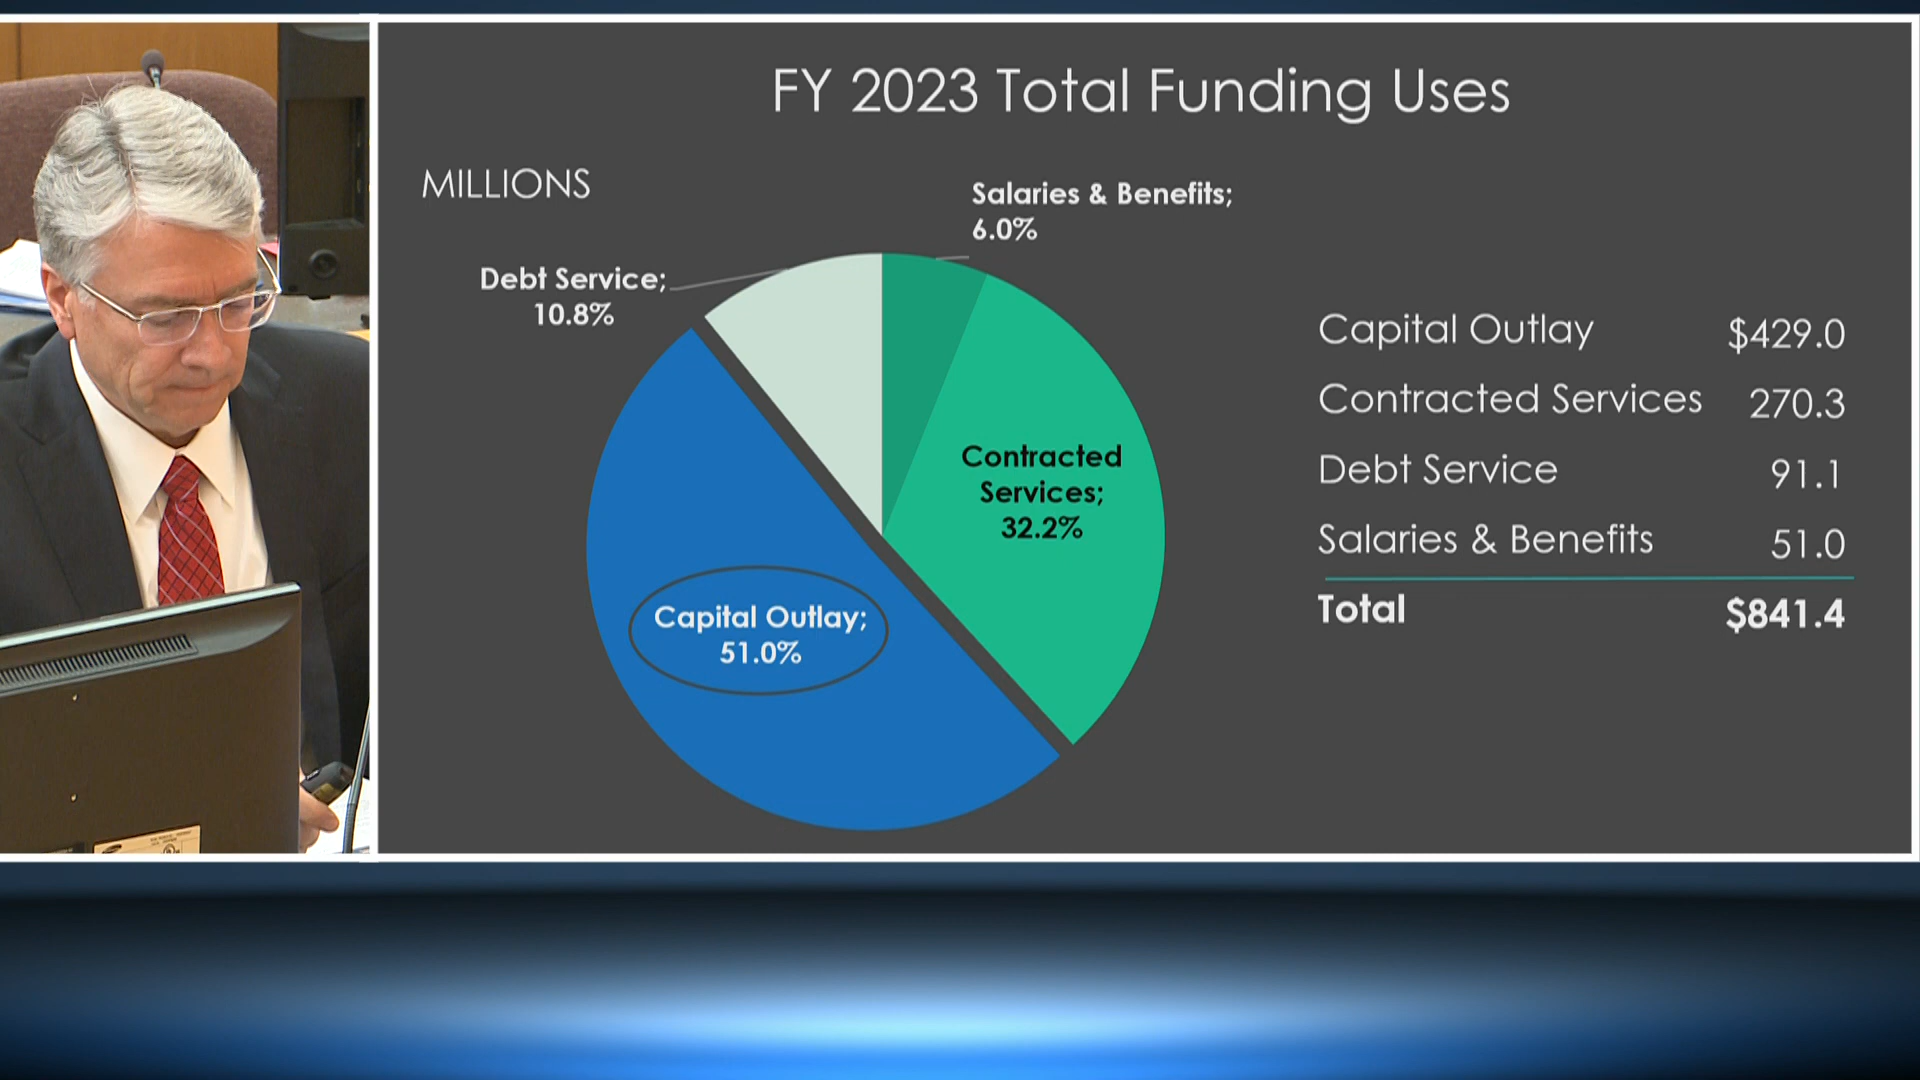 FY 2023 Total Funding Uses
MILLIONS
Salaries & Benefits;
6.0%
Debt Service;
10.8%
Contracted
Services;
32.2%
Capital Outlay;
51.0%
Capital Outlay $429.0
Contracted Services 270.3
Debt Service 91.1
Salaries & Benefits 51.0
Total $841.4